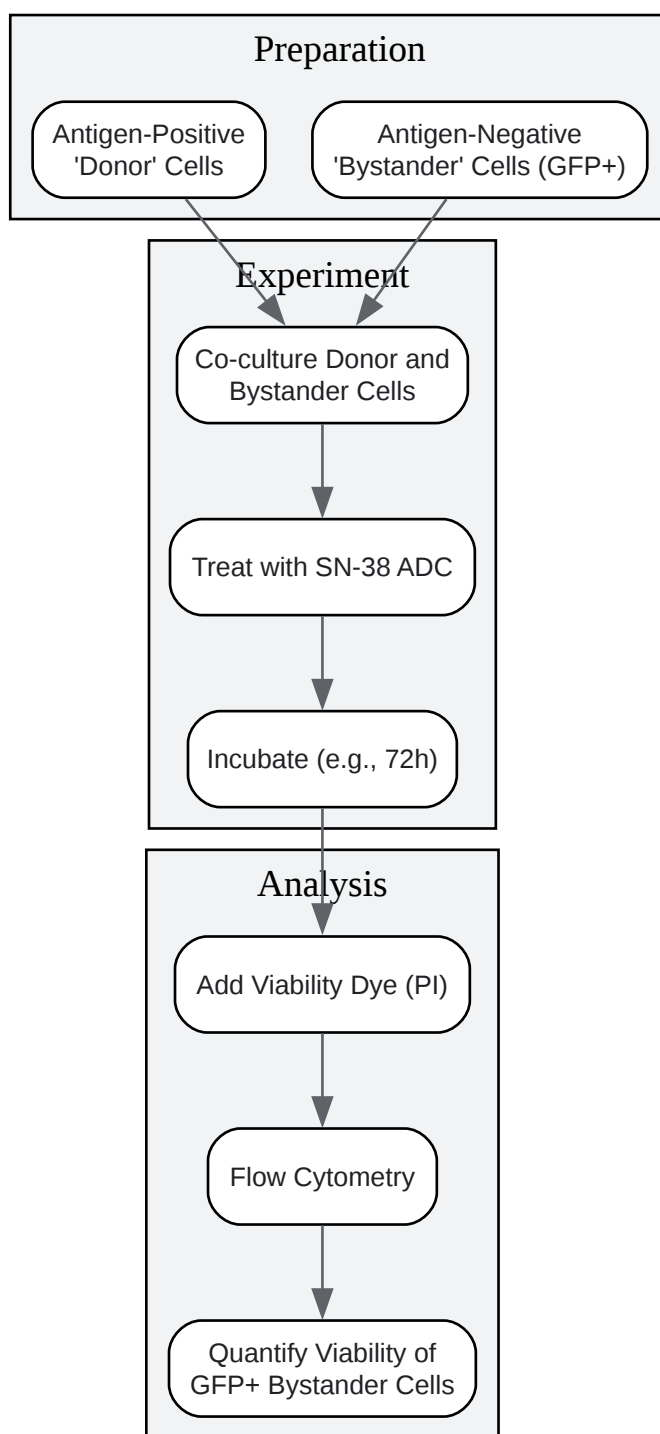 Preparation
Antigen-Positive
'Donor' Cells
Antigen-Negative
'Bystander' Cells (GFP+)
Experiment
Co-culture Donor and
Bystander Cells
Treat with SN-38 ADC
Incubate (e.g., 72h)
Analysis
Add Viability Dye (PI)
Flow Cytometry
Quantify Viability of
GFP+ Bystander Cells